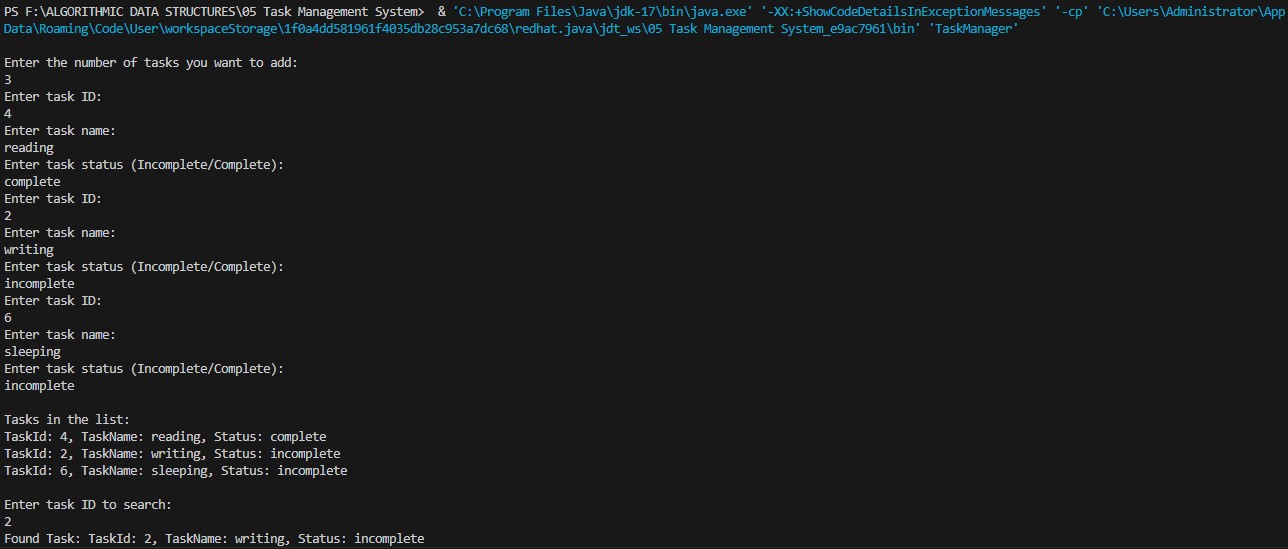 PS F:\ALGORITHMIC DATA STRUCTURES\05 Task Management System>  & 'C:\Program Files\Java\jdk-17\bin\java.exe' '-XX:+ShowCodeDetailsInExceptionMessages' '-cp' 'C:\Users\Administrator\App
Data\Roaming\Code\User\workspaceStorage\1f0a4dd581961f4035db28c953a7dc68\redhat.java\jdt_ws\05 Task Management System_e9ac7961\bin' 'TaskManager'
Enter the number of tasks you want to add:
3
Enter task ID:
4
Enter task name:
reading
Enter task status (Incomplete/Complete):
complete
Enter task ID:
2
Enter task name:
writing
Enter task status (Incomplete/Complete):
incomplete
Enter task ID:
6
Enter task name:
sleeping
Enter task status (Incomplete/Complete):
incomplete
Tasks in the list:
TaskId: 4, TaskName: reading, Status: complete
TaskId: 2, TaskName: writing, Status: incomplete
TaskId: 6, TaskName: sleeping, Status: incomplete
Enter task ID to search:
2
Found Task: TaskId: 2, TaskName: writing, Status: incomplete